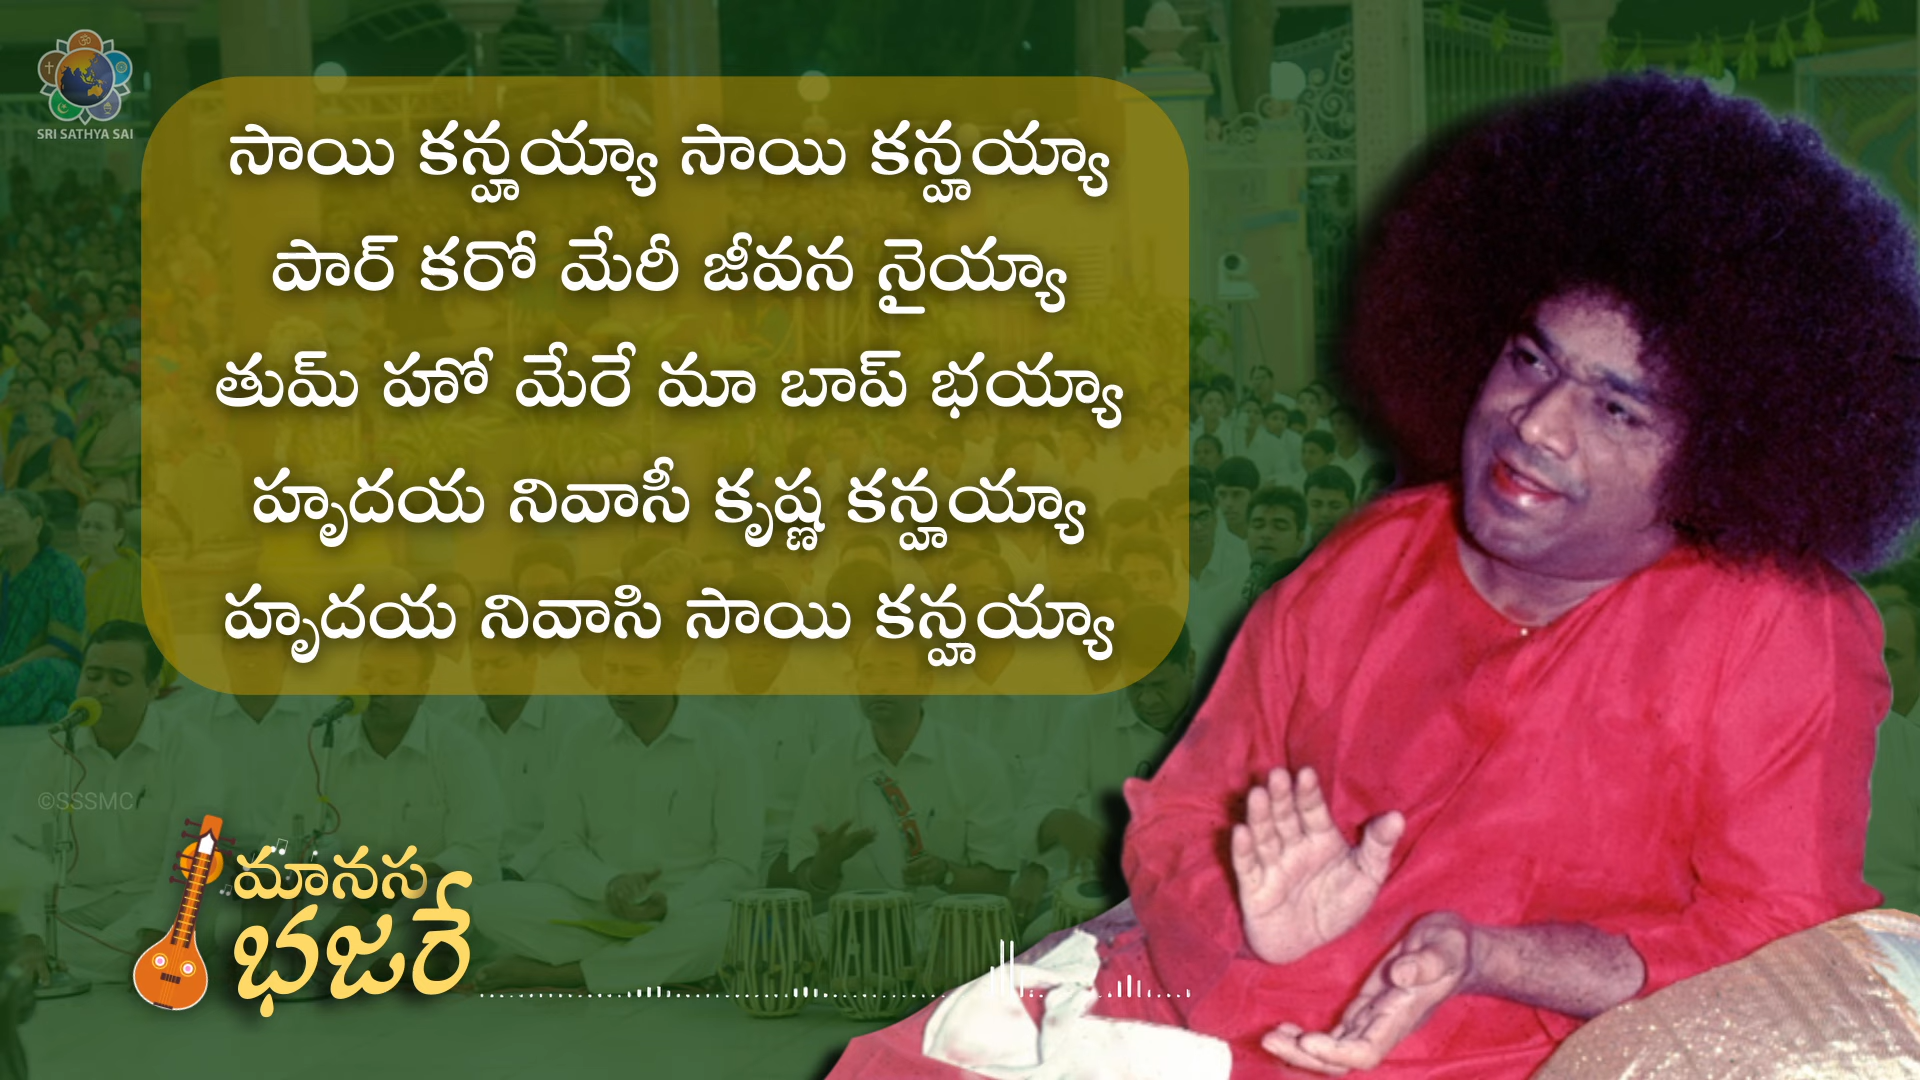 SRI SATHYA SAI
సాయి కన్హయ్యా సాయి కన్హయ్యా
పార్ కరో మేరీ జీవన నైయ్యా
తుమ్ హో మేరే మా బాప్ భయ్యా
హృదయ నివాసీ కృష్ణ కన్హయ్యా
హృదయ నివాసి సాయి కన్హయ్యా
©SSSMC
మానస
భజరే